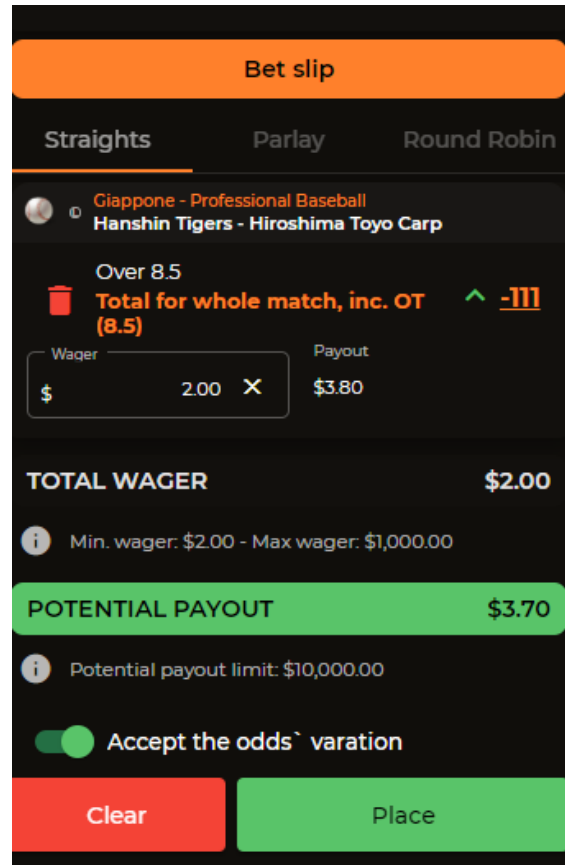 Bet slip
Straights Parlay Round Robin
© Giappone - Professional Baseball
Hanshin Tigers - Hiroshima Toyo Carp
Over 8.5
Total for whole match, inc. OT
(8.5)
-111
Wager
$ 2.00
Payout
$3.80
TOTAL WAGER $2.00
Min. wager: $2.00 - Max wager: $1,000.00
POTENTIAL PAYOUT $3.70
Potential payout limit: $10,000.00
Accept the odds` varation
Clear Place